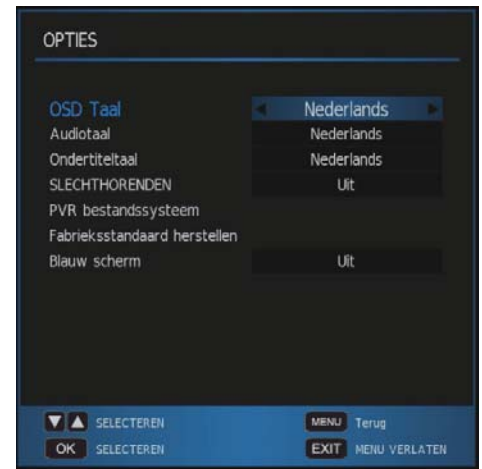 OPTIES
OSD Taal Nederlands
Audiotaal Nederlands
Ondertiteltaal Nederlands
SLECHTHORENDEN Uit
PVR bestandssysteem
Fabrieksstandaard herstellen
Blauw scherm Uit
SELECTEREN MENU Terug
OK SELECTEREN EXIT MENU VERLATEN